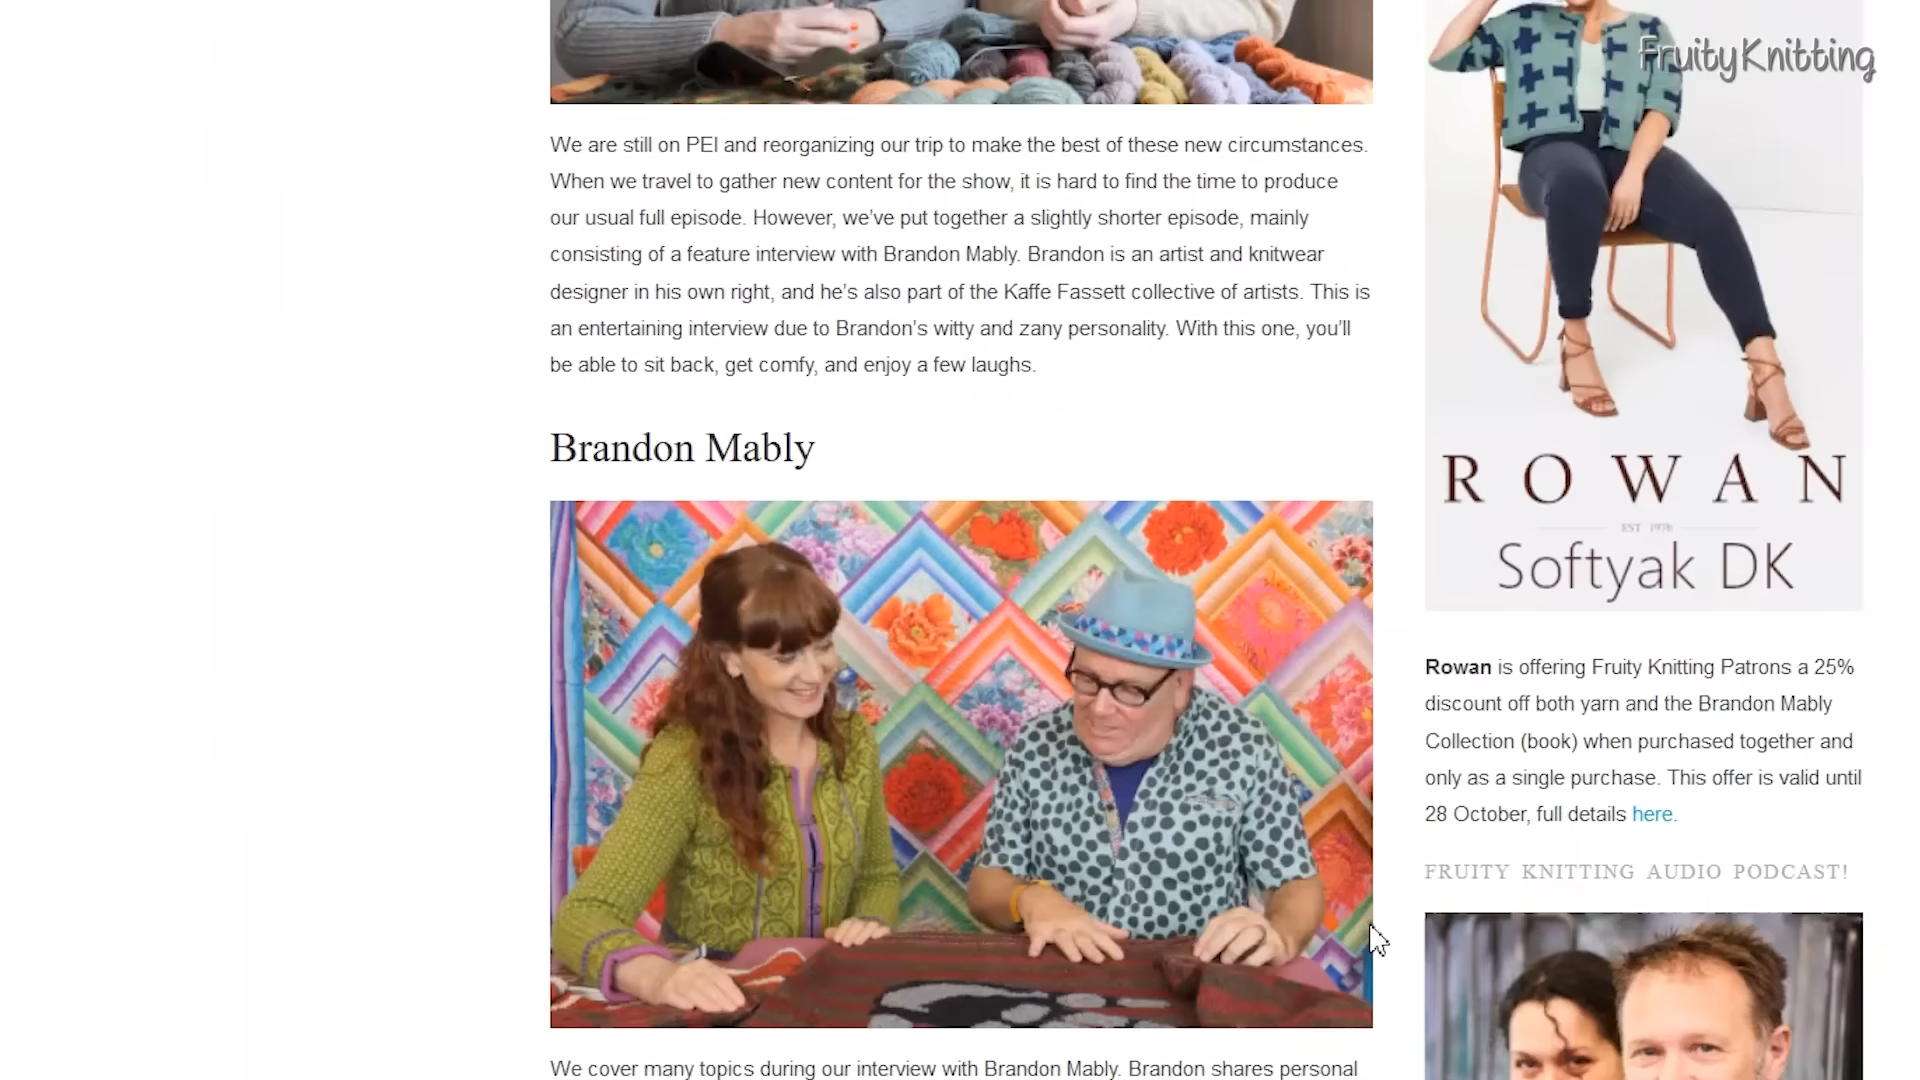 FruityKnitting
We are still on PEI and reorganizing our trip to make the best of these new circumstances.
When we travel to gather new content for the show, it is hard to find the time to produce
our usual full episode. However, we’ve put together a slightly shorter episode, mainly
consisting of a feature interview with Brandon Mably. Brandon is an artist and knitwear
designer in his own right, and he’s also part of the Kaffe Fassett collective of artists. This is
an entertaining interview due to Brandon’s witty and zany personality. With this one, you’ll
be able to sit back, get comfy, and enjoy a few laughs.
Brandon Mably
We cover many topics during our interview with Brandon Mably. Brandon shares personal
ROWAN
EST 1978
Softyak DK
Rowan is offering Fruity Knitting Patrons a 25%
discount off both yarn and the Brandon Mably
Collection (book) when purchased together and
only as a single purchase. This offer is valid until
28 October, full details here.
FRUITY KNITTING AUDIO PODCAST!